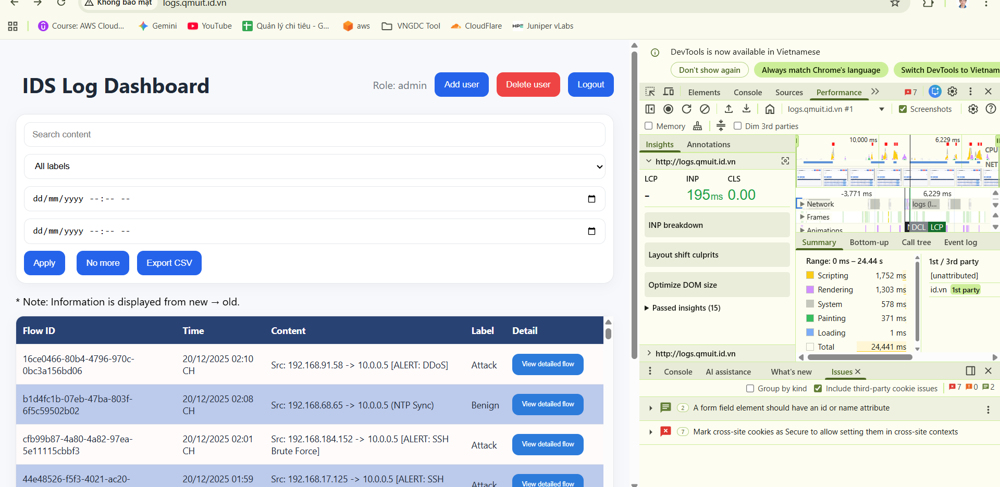 Không bảo mật logs.qmuit.id.vn
Course: AWS Cloud... Gemini YouTube Quản lý chi tiêu - G... aws VNGDC Tool CloudFlare HPE Juniper vLabs
IDS Log Dashboard
Role: admin Add user Delete user Logout
Search content
All labels
dd/mm/yyyy --:-- --
dd/mm/yyyy --:-- --
Apply No more Export CSV
* Note: Information is displayed from new → old.
Flow ID Time Content Label Detail
16ce0466-80b4-4796-970c-0bc3a156bd06 20/12/2025 02:10 CH Src: 192.168.91.58 -> 10.0.0.5 [ALERT: DDoS] Attack View detailed flow
b1d4fc1b-07eb-47ba-803f-6f5c59502b02 20/12/2025 02:08 CH Src: 192.168.68.65 -> 10.0.0.5 (NTP Sync) Benign View detailed flow
cfb99b87-4a80-4a82-97ea-5e11115cbbf3 20/12/2025 02:01 CH Src: 192.168.184.152 -> 10.0.0.5 [ALERT: SSH Brute Force] Attack View detailed flow
44e48526-f5f3-4021-ac20- 20/12/2025 01:59 Src: 192.168.17.125 -> 10.0.0.5 [ALERT: SSH Attack View detailed flow
DevTools is now available in Vietnamese
Don't show again Always match Chrome's language Switch DevTools to Vietnam
Elements Console Sources Performance 7
logs.qmuit.id.vn #1 Screenshots
Memory Dim 3rd parties
Insights Annotations
http://logs.qmuit.id.vn
LCP INP CLS
- 195ms 0.00
INP breakdown
Layout shift culprits
Optimize DOM size
Passed insights (15)
http://logs.qmuit.id.vn
10,000 ms 6,229 ms
CPU
NET
-3,771 ms 6,229 ms
Network logs (l...
Frames
Animations DCL LCP
Summary Bottom-up Call tree Event log
Range: 0 ms – 24.44 s
Scripting 1,752 ms
Rendering 1,303 ms
System 578 ms
Painting 371 ms
Loading 1 ms
Total 24,441 ms
1st / 3rd party
[unattributed]
id.vn 1st party
Console AI assistance What's new Issues
Group by kind Include third-party cookie issues 7 0 2
2 A form field element should have an id or name attribute
7 Mark cross-site cookies as Secure to allow setting them in cross-site contexts